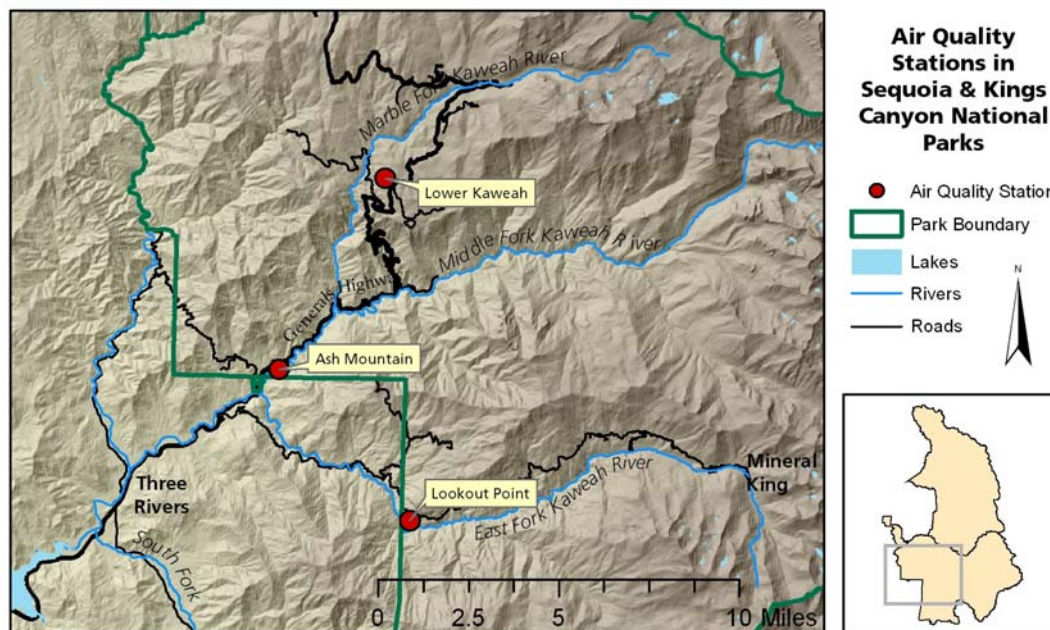 Air Quality
Stations in
Sequoia & Kings
Canyon National
Parks
Air Quality Station
Park Boundary
Lakes
Rivers
Roads
N
Marble Fork Kaweah River
Lower Kaweah
Middle Fork Kaweah River
Generals Highwa
Ash Mountain
Mineral
King
Three
Rivers
Lookout Point
East Fork Kaweah River
South Fork
0 2.5 5 10 Miles